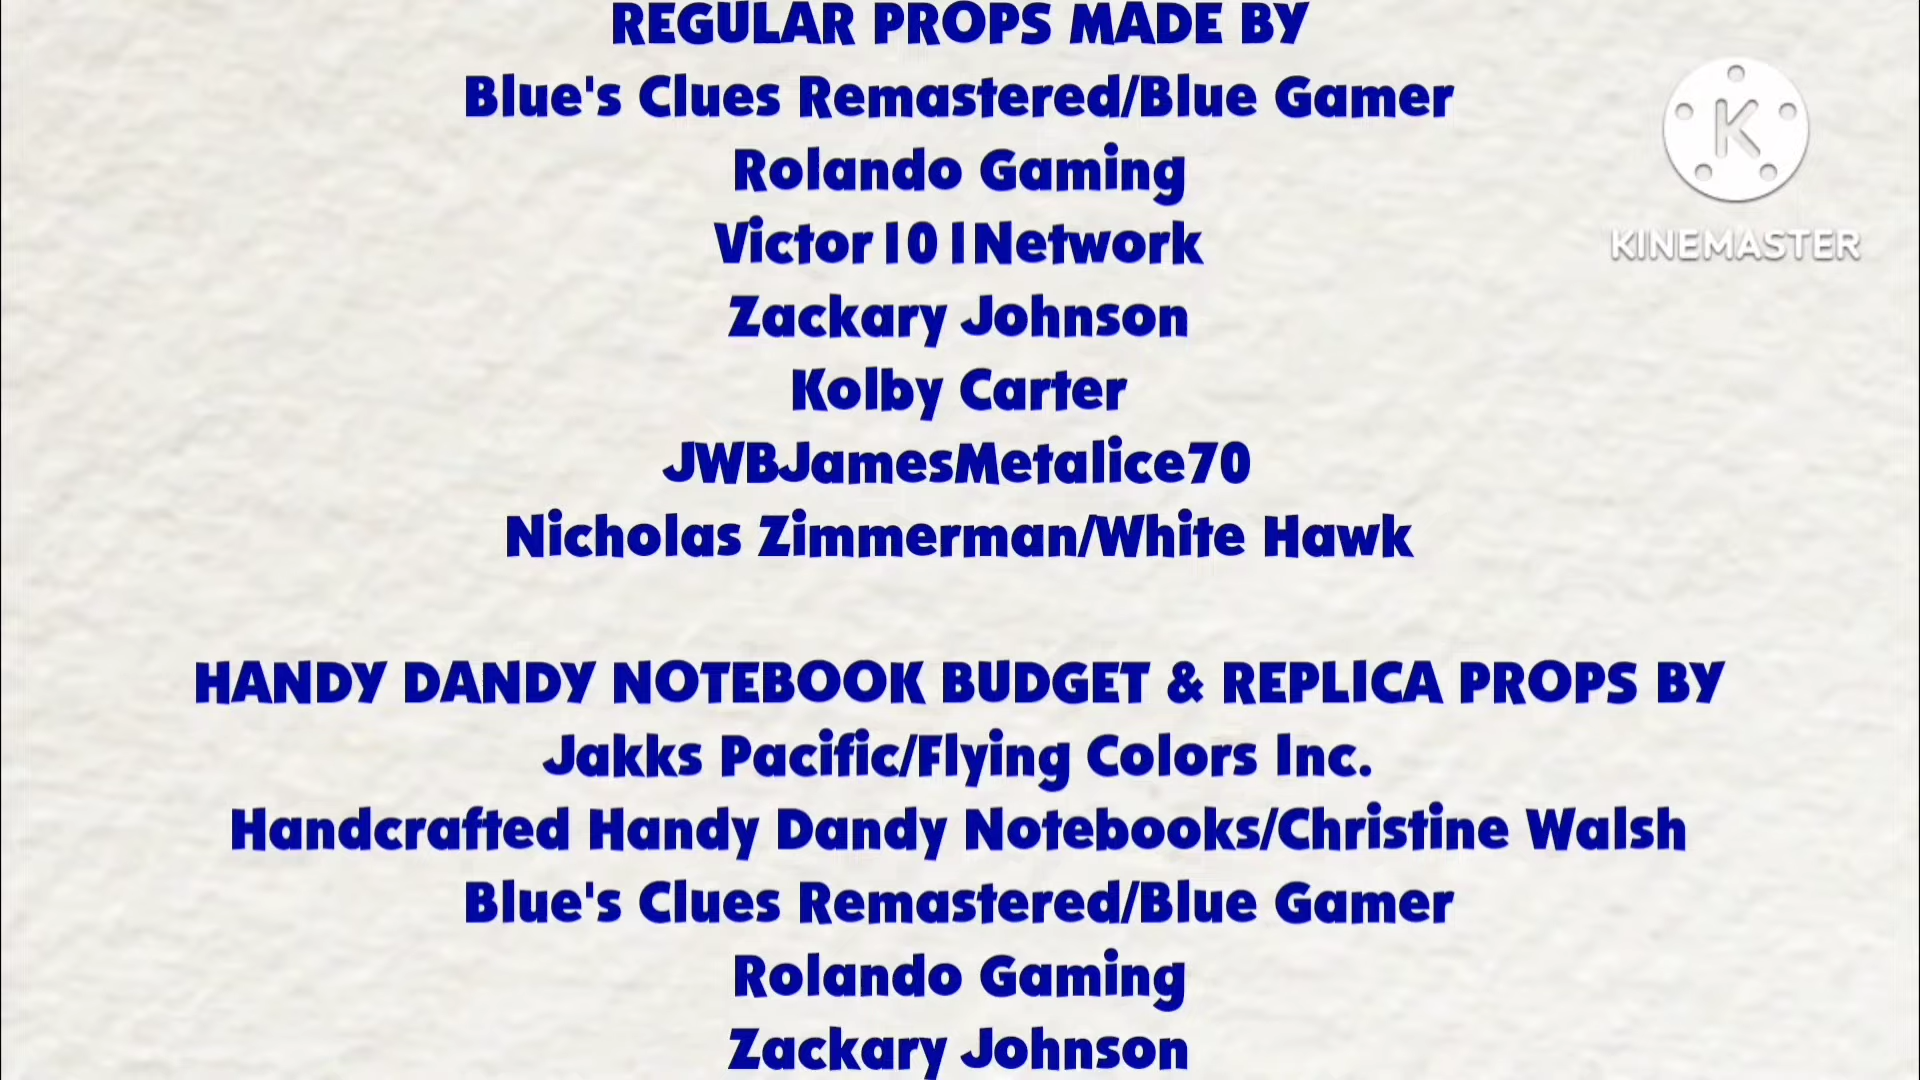 REGULAR PROPS MADE BY
Blue's Clues Remastered/Blue Gamer
Rolando Gaming
Victor101Network
Zackary Johnson
Kolby Carter
JWBJamesMetalice70
Nicholas Zimmerman/White Hawk
HANDY DANDY NOTEBOOK BUDGET & REPLICA PROPS BY
Jakks Pacific/Flying Colors Inc.
Handcrafted Handy Dandy Notebooks/Christine Walsh
Blue's Clues Remastered/Blue Gamer
Rolando Gaming
Zackary Johnson
K
KINEMASTER